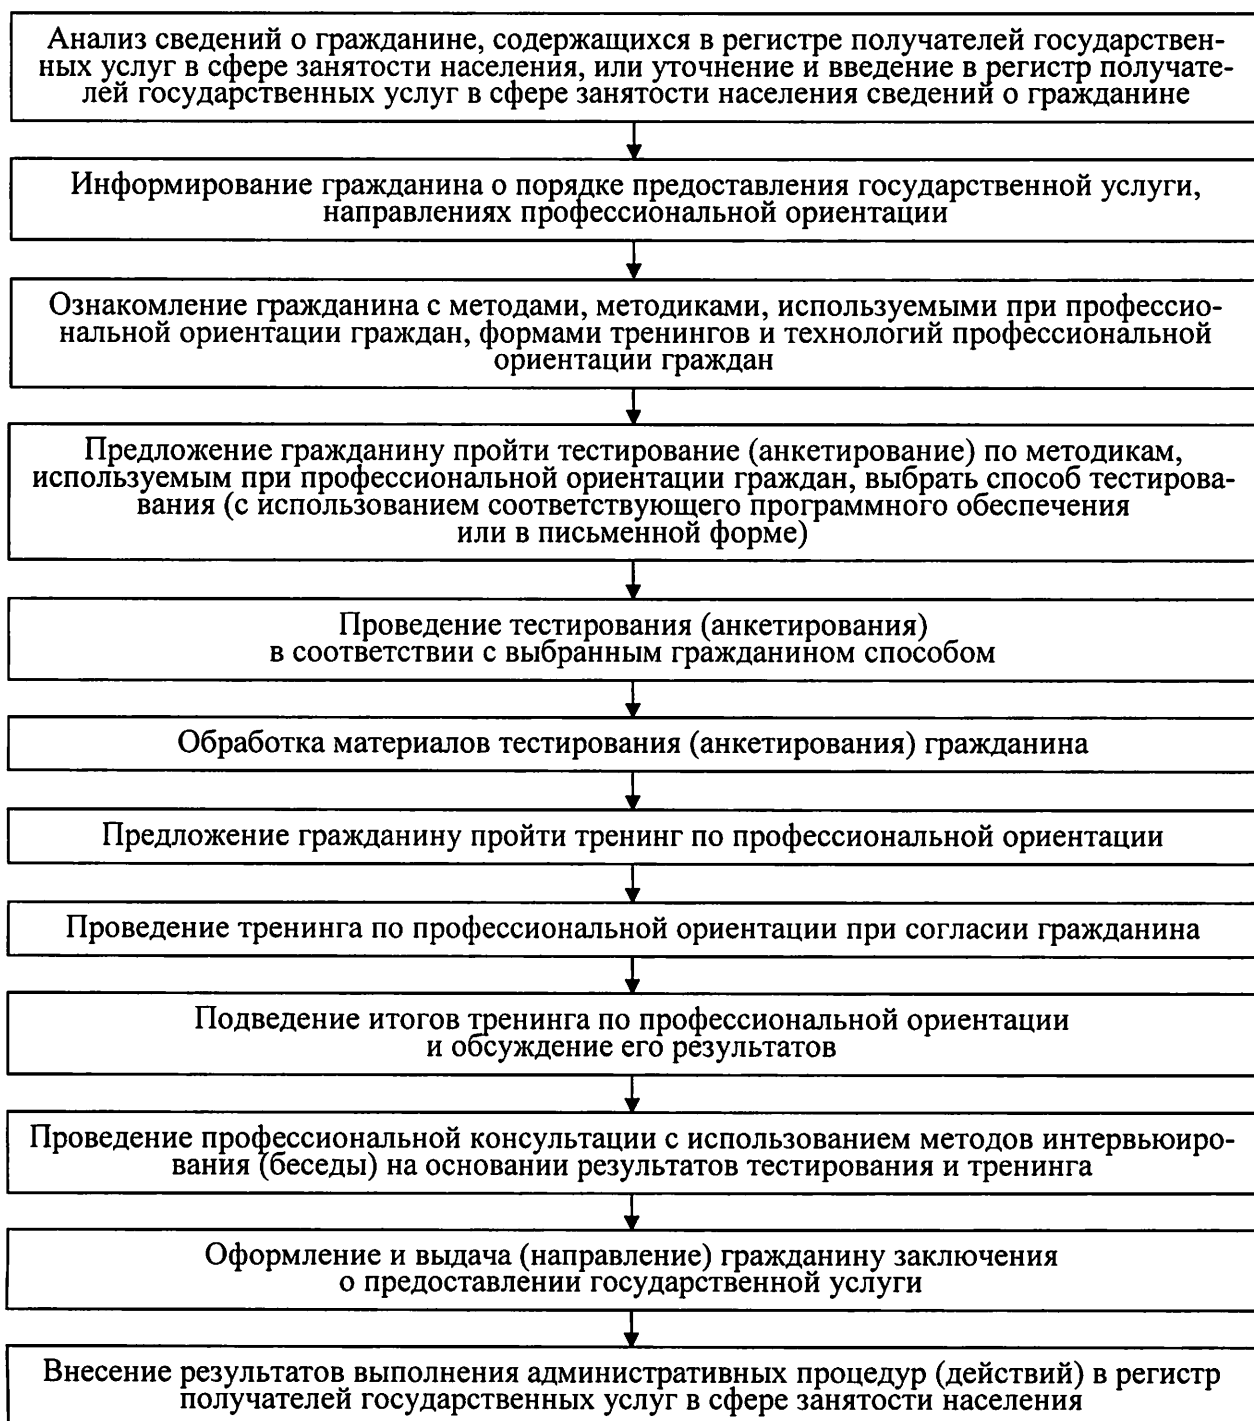 Анализ сведений о гражданине, содержащихся в регистре получателей государствен-
ных услуг в сфере занятости населения, или уточнение и введение в регистр получате-
лей государственных услуг в сфере занятости населения сведений о гражданине
Информирование гражданина о порядке предоставления государственной услуги,
направлениях профессиональной ориентации
Ознакомление гражданина с методами, методиками, используемыми при профессио-
нальной ориентации граждан, формами тренингов и технологий профессиональной
ориентации граждан
Предложение гражданину пройти тестирование (анкетирование) по методикам,
используемым при профессиональной ориентации граждан, выбрать способ тестирова-
вания (с использованием соответствующего программного обеспечения
или в письменной форме)
Проведение тестирования (анкетирования)
в соответствии с выбранным гражданином способом
Обработка материалов тестирования (анкетирования) гражданина
Предложение гражданину пройти тренинг по профессиональной ориентации
Проведение тренинга по профессиональной ориентации при согласии гражданина
Подведение итогов тренинга по профессиональной ориентации
и обсуждение его результатов
Проведение профессиональной консультации с использованием методов интервьюиро-
вания (беседы) на основании результатов тестирования и тренинга
Оформление и выдача (направление) гражданину заключения
о предоставлении государственной услуги
Внесение результатов выполнения административных процедур (действий) в регистр
получателей государственных услуг в сфере занятости населения